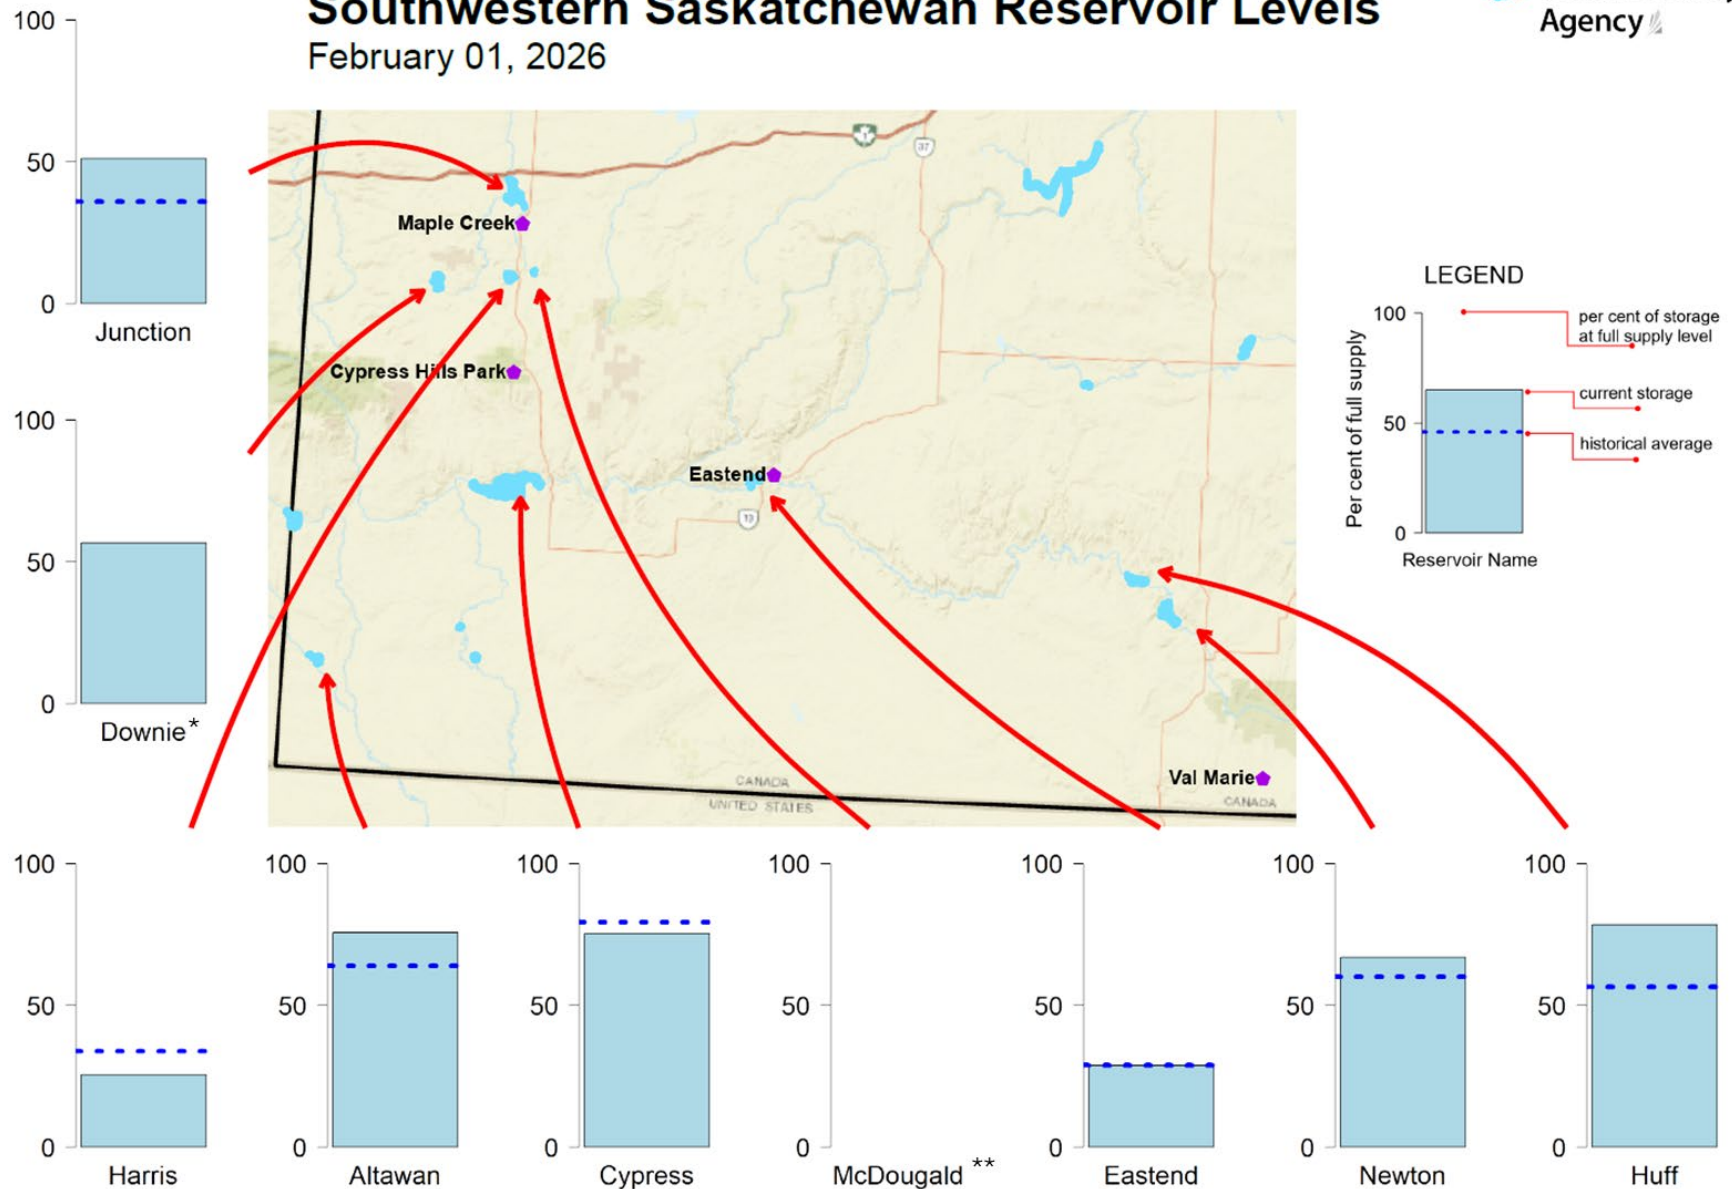 Southwestern Saskatchewan Reservoir Levels
February 01, 2026
Agency
100
50
0
Junction
100
50
0
Downie*
1
37
Maple Creek
Cypress Hills Park
Eastend
13
Val Marie
CANADA
UNITED STATES
CANADA
LEGEND
Per cent of full supply
100
50
0
per cent of storage
at full supply level
current storage
historical average
Reservoir Name
100
50
0
Harris
100
50
0
Altawan
100
50
0
Cypress
100
50
0
McDougald **
100
50
0
Eastend
100
50
0
Newton
100
50
0
Huff